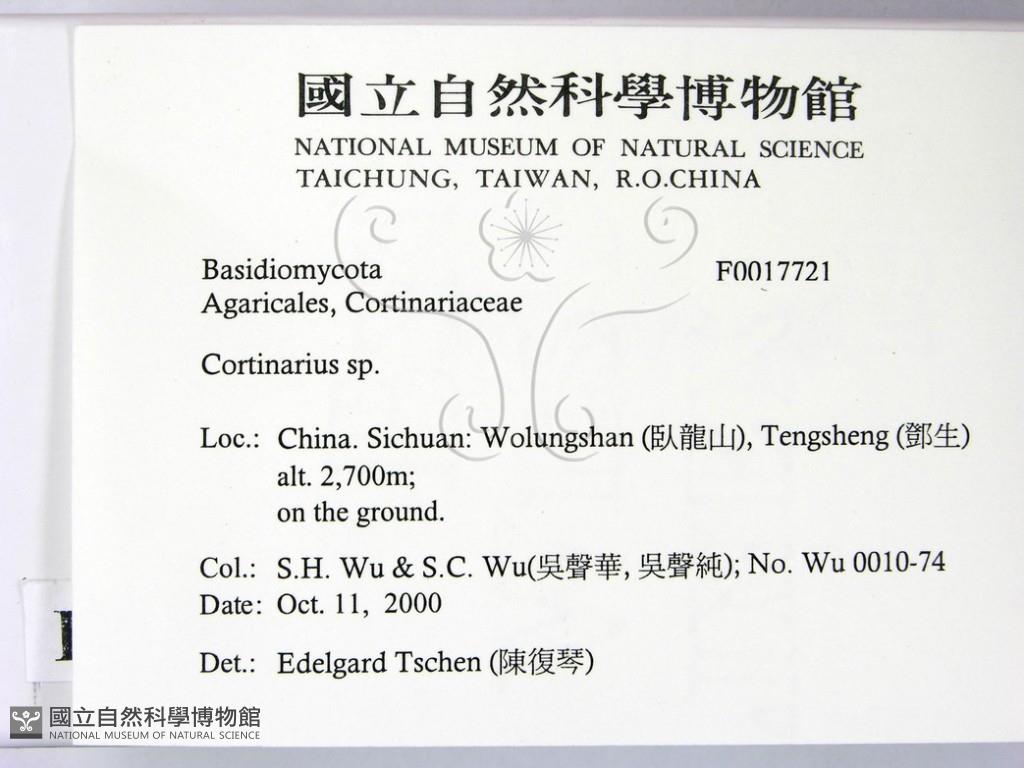 國立自然科學博物館
NATIONAL MUSEUM OF NATURAL SCIENCE
TAICHUNG, TAIWAN, R.O.CHINA
Basidiomycota F0017721
Agaricales, Cortinariaceae
Cortinarius sp.
Loc.: China. Sichuan: Wolungshan (臥龍山), Tengsheng (鄧生)
alt. 2,700m;
on the ground.
Col.: S.H. Wu & S.C. Wu(吳聲華, 吳聲純); No. Wu 0010-74
Date: Oct. 11, 2000
Det.: Edelgard Tschen (陳復琴)
國立自然科學博物館
NATIONAL MUSEUM OF NATURAL SCIENCE